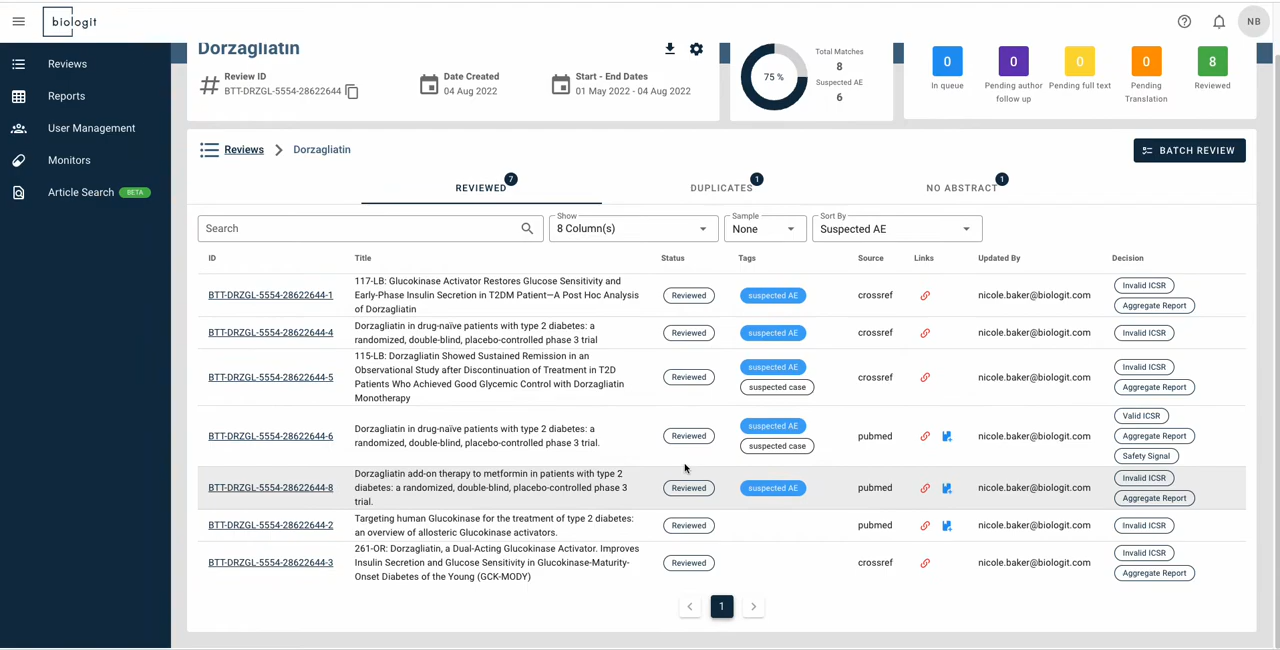 biologit
NB
Reviews
Reports
User Management
Monitors
Article Search BETA
Dorzagliatin
Review ID
BTT-DRZGL-5554-28622644
Date Created
04 Aug 2022
Start - End Dates
01 May 2022 - 04 Aug 2022
75 %
Total Matches
8
Suspected AE
6
0
In queue
0
Pending author
follow up
0
Pending full text
0
Pending
Translation
8
Reviewed
Reviews
Dorzagliatin
BATCH REVIEW
REVIEWED 7
DUPLICATES 1
NO ABSTRACT 1
Search
Show
8 Column(s)
Sample
None
Sort By
Suspected AE
ID Title Status Tags Source Links Updated By Decision
BTT-DRZGL-5554-28622644-1
117-LB: Glucokinase Activator Restores Glucose Sensitivity and
Early-Phase Insulin Secretion in T2DM Patient—A Post Hoc Analysis
of Dorzagliatin
Reviewed
suspected AE
crossref
nicole.baker@biologit.com
Invalid ICSR
Aggregate Report
BTT-DRZGL-5554-28622644-4
Dorzagliatin in drug-naïve patients with type 2 diabetes: a
randomized, double-blind, placebo-controlled phase 3 trial
Reviewed
suspected AE
crossref
nicole.baker@biologit.com
Invalid ICSR
BTT-DRZGL-5554-28622644-5
115-LB: Dorzagliatin Showed Sustained Remission in an
Observational Study after Discontinuation of Treatment in T2D
Patients Who Achieved Good Glycemic Control with Dorzagliatin
Monotherapy
Reviewed
suspected AE
suspected case
crossref
nicole.baker@biologit.com
Invalid ICSR
Aggregate Report
BTT-DRZGL-5554-28622644-6
Dorzagliatin in drug-naïve patients with type 2 diabetes: a
randomized, double-blind, placebo-controlled phase 3 trial.
Reviewed
suspected AE
suspected case
pubmed
nicole.baker@biologit.com
Valid ICSR
Aggregate Report
Safety Signal
BTT-DRZGL-5554-28622644-8
Dorzagliatin add-on therapy to metformin in patients with type 2
diabetes: a randomized, double-blind, placebo-controlled phase 3
trial.
Reviewed
suspected AE
pubmed
nicole.baker@biologit.com
Invalid ICSR
Aggregate Report
BTT-DRZGL-5554-28622644-2
Targeting human Glucokinase for the treatment of type 2 diabetes:
an overview of allosteric Glucokinase activators.
Reviewed
pubmed
nicole.baker@biologit.com
Invalid ICSR
BTT-DRZGL-5554-28622644-3
261-OR: Dorzagliatin, a Dual-Acting Glucokinase Activator. Improves
Insulin Secretion and Glucose Sensitivity in Glucokinase-Maturity-
Onset Diabetes of the Young (GCK-MODY)
Reviewed
crossref
nicole.baker@biologit.com
Invalid ICSR
Aggregate Report
1